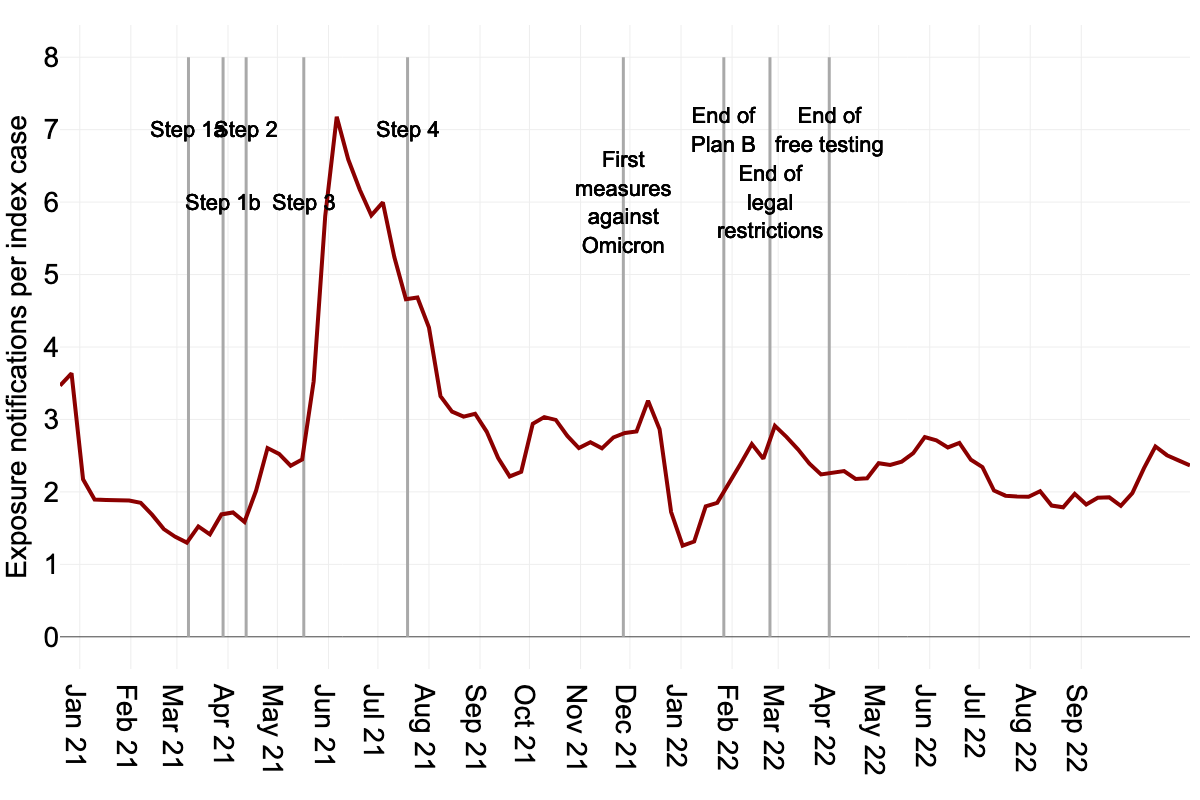 Exposure notifications per index case
8
7
6
5
4
3
2
1
0
Step 1a
Step 2
Step 1b
Step 3
Step 4
First
measures
against
Omicron
End of
Plan B
End of
legal
restrictions
End of
free testing
Jan 21
Feb 21
Mar 21
Apr 21
May 21
Jun 21
Jul 21
Aug 21
Sep 21
Oct 21
Nov 21
Dec 21
Jan 22
Feb 22
Mar 22
Apr 22
May 22
Jun 22
Jul 22
Aug 22
Sep 22